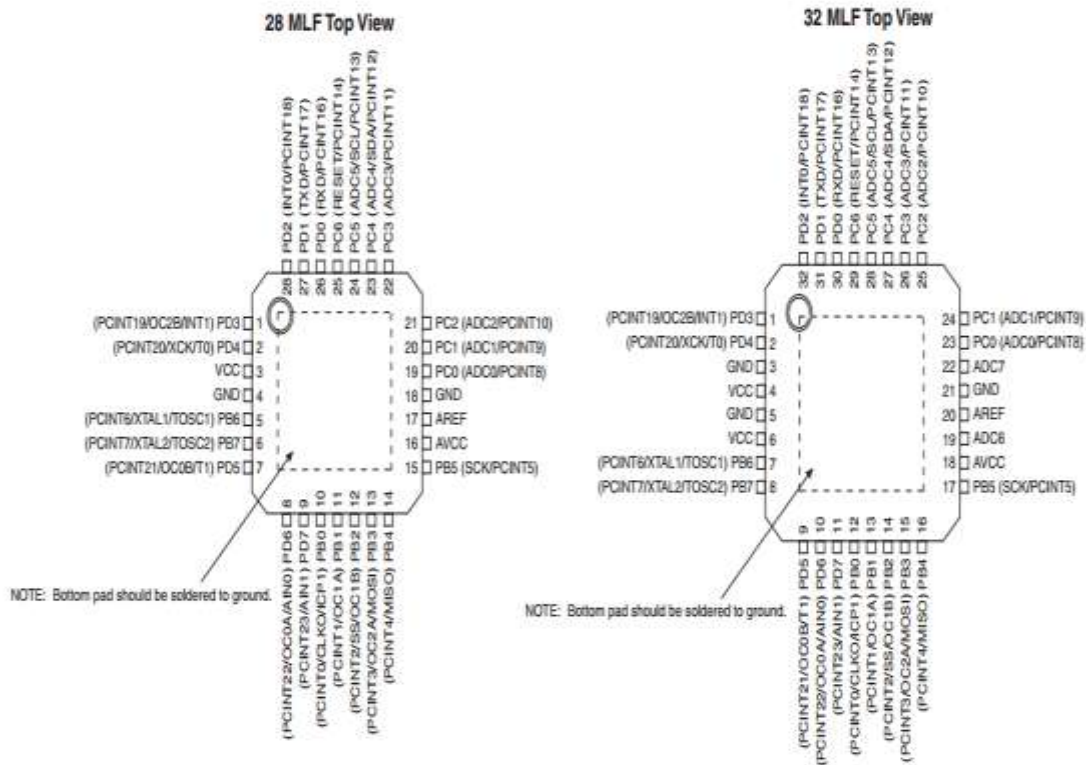 28 MLF Top View
PD2 (INT0/PCINT18)
PD1 (TXD/PCINT17)
PD0 (RXD/PCINT16)
PC6 (RESET/PCINT14)
PC5 (ADC5/SCL/PCINT13)
PC4 (ADC4/SDA/PCINT12)
PC3 (ADC3/PCINT11)
28
27
26
25
24
23
22
(PCINT19/OC2B/INT1) PD3 1
(PCINT20/XCK/T0) PD4 2
VCC 3
GND 4
(PCINT6/XTAL1/TOSC1) PB6 5
(PCINT7/XTAL2/TOSC2) PB7 6
(PCINT21/OC0B/T1) PD5 7
21 PC2 (ADC2/PCINT10)
20 PC1 (ADC1/PCINT9)
19 PC0 (ADC0/PCINT8)
18 GND
17 AREF
16 AVCC
15 PB5 (SCK/PCINT5)
8
9
10
11
12
13
14
(PCINT22/OC0A/AIN0) PD6
(PCINT23/AIN1) PD7
(PCINT0/CLKO/ICP1) PB0
(PCINT1/OC1A) PB1
(PCINT2/SS/OC1B) PB2
(PCINT3/OC2A/MOSI) PB3
(PCINT4/MISO) PB4
NOTE: Bottom pad should be soldered to ground.
32 MLF Top View
PD2 (INT0/PCINT18)
PD1 (TXD/PCINT17)
PD0 (RXD/PCINT16)
PC6 (RESET/PCINT14)
PC5 (ADC5/SCL/PCINT13)
PC4 (ADC4/SDA/PCINT12)
PC3 (ADC3/PCINT11)
PC2 (ADC2/PCINT10)
32
31
30
29
28
27
26
25
(PCINT19/OC2B/INT1) PD3 1
(PCINT20/XCK/T0) PD4 2
GND 3
VCC 4
GND 5
VCC 6
(PCINT6/XTAL1/TOSC1) PB6 7
(PCINT7/XTAL2/TOSC2) PB7 8
24 PC1 (ADC1/PCINT9)
23 PC0 (ADC0/PCINT8)
22 ADC7
21 GND
20 AREF
19 ADC6
18 AVCC
17 PB5 (SCK/PCINT5)
9
10
11
12
13
14
15
16
(PCINT21/OC0B/T1) PD5
(PCINT22/OC0A/AIN0) PD6
(PCINT23/AIN1) PD7
(PCINT0/CLKO/ICP1) PB0
(PCINT1/OC1A) PB1
(PCINT2/SS/OC1B) PB2
(PCINT3/OC2A/MOSI) PB3
(PCINT4/MISO) PB4
NOTE: Bottom pad should be soldered to ground.